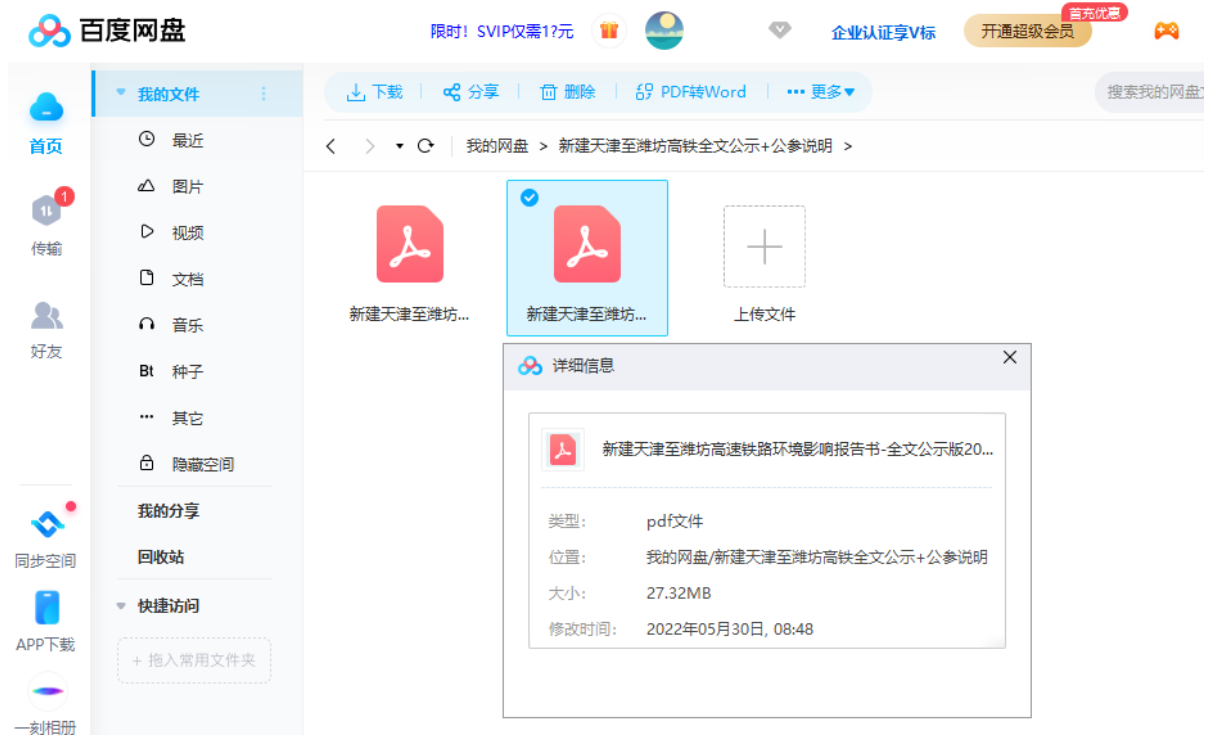 百度网盘
限时! SVIP仅需1?元
企业认证享V标
开通超级会员
首充优惠
首页
1
传输
好友
同步空间
APP下载
一刻相册
我的文件
最近
图片
视频
文档
音乐
Bt 种子
其它
隐藏空间
我的分享
回收站
快捷访问
+ 拖入常用文件夹
下载 分享 删除 PDF转Word ··· 更多
搜索我的网盘
我的网盘 > 新建天津至潍坊高铁全文公示+公参说明 >
新建天津至潍坊...
新建天津至潍坊...
上传文件
详细信息
新建天津至潍坊高速铁路环境影响报告书-全文公示版20...
类型: pdf文件
位置: 我的网盘/新建天津至潍坊高铁全文公示+公参说明
大小: 27.32MB
修改时间: 2022年05月30日, 08:48